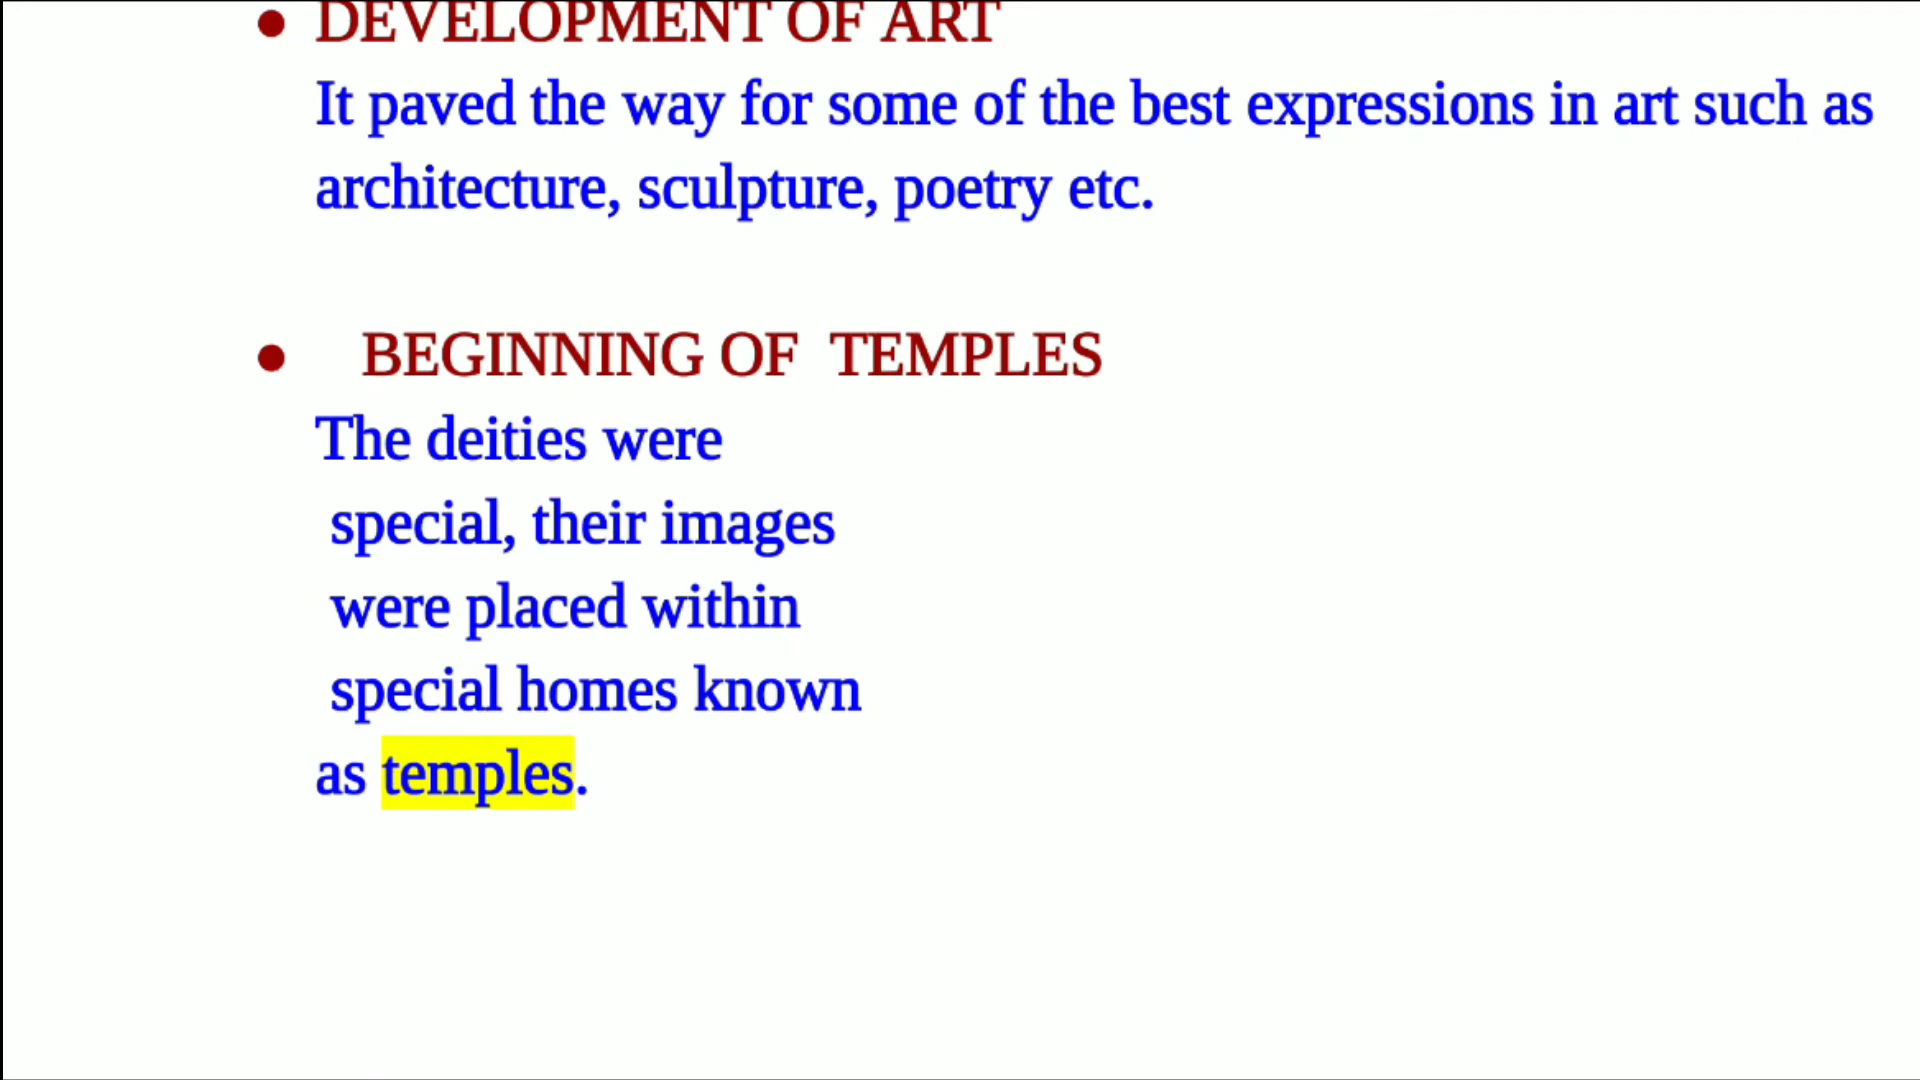 ● DEVELOPMENT OF ART
It paved the way for some of the best expressions in art such as
architecture, sculpture, poetry etc.
● BEGINNING OF TEMPLES
The deities were
special, their images
were placed within
special homes known
as temples.